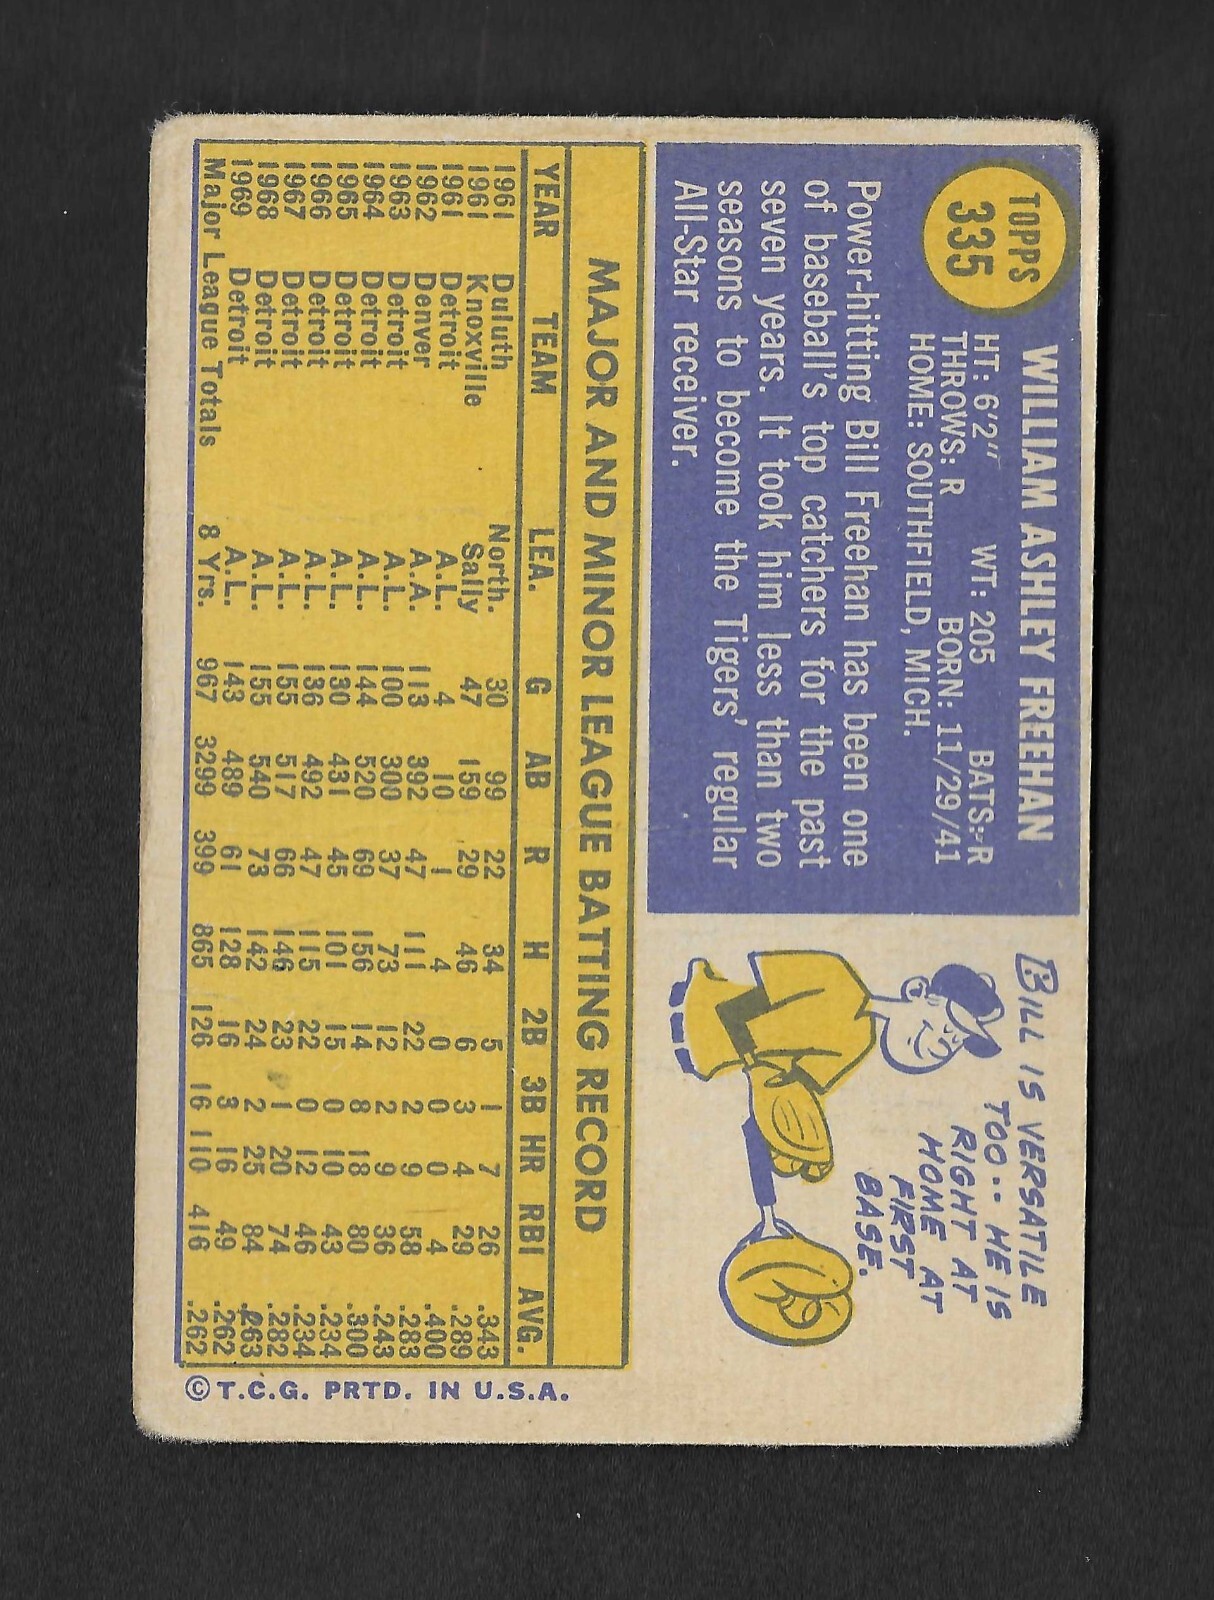 TOPPS
335
WILLIAM ASHLEY FREEHAN
HT: 6'2" WT: 205 BATS: R
THROWS: R BORN: 11/29/41
HOME: SOUTHFIELD, MICH.
Power-hitting Bill Freehan has been one
of baseball's top catchers for the past
seven years. It took him less than two
seasons to become the Tigers' regular
All-Star receiver.
BILL IS VERSATILE
TOO-- HE IS
RIGHT AT
HOME AT
FIRST
BASE.
MAJOR AND MINOR LEAGUE BATTING RECORD
YEAR TEAM LEA. G AB R H 2B 3B HR RBI AVG.
1961 Duluth North. 30 99 22 34 5 1 7 26 .343
1961 Knoxville Sally 47 159 29 46 6 3 4 29 .289
1961 Detroit A.L. 4 10 1 4 0 0 0 4 .400
1962 Denver A.A. 113 392 47 111 22 2 9 58 .283
1963 Detroit A.L. 100 300 37 73 12 2 9 36 .243
1964 Detroit A.L. 144 520 69 156 14 8 18 80 .300
1965 Detroit A.L. 130 431 45 101 15 0 10 43 .234
1966 Detroit A.L. 136 492 47 115 22 0 12 46 .234
1967 Detroit A.L. 155 517 66 146 23 1 20 74 .282
1968 Detroit A.L. 155 540 73 142 24 2 25 84 .263
1969 Detroit A.L. 143 489 61 128 16 3 16 49 .262
Major League Totals 8 Yrs. 967 3299 399 865 126 16 110 416 .262
©T.C.G. PRTD. IN U.S.A.